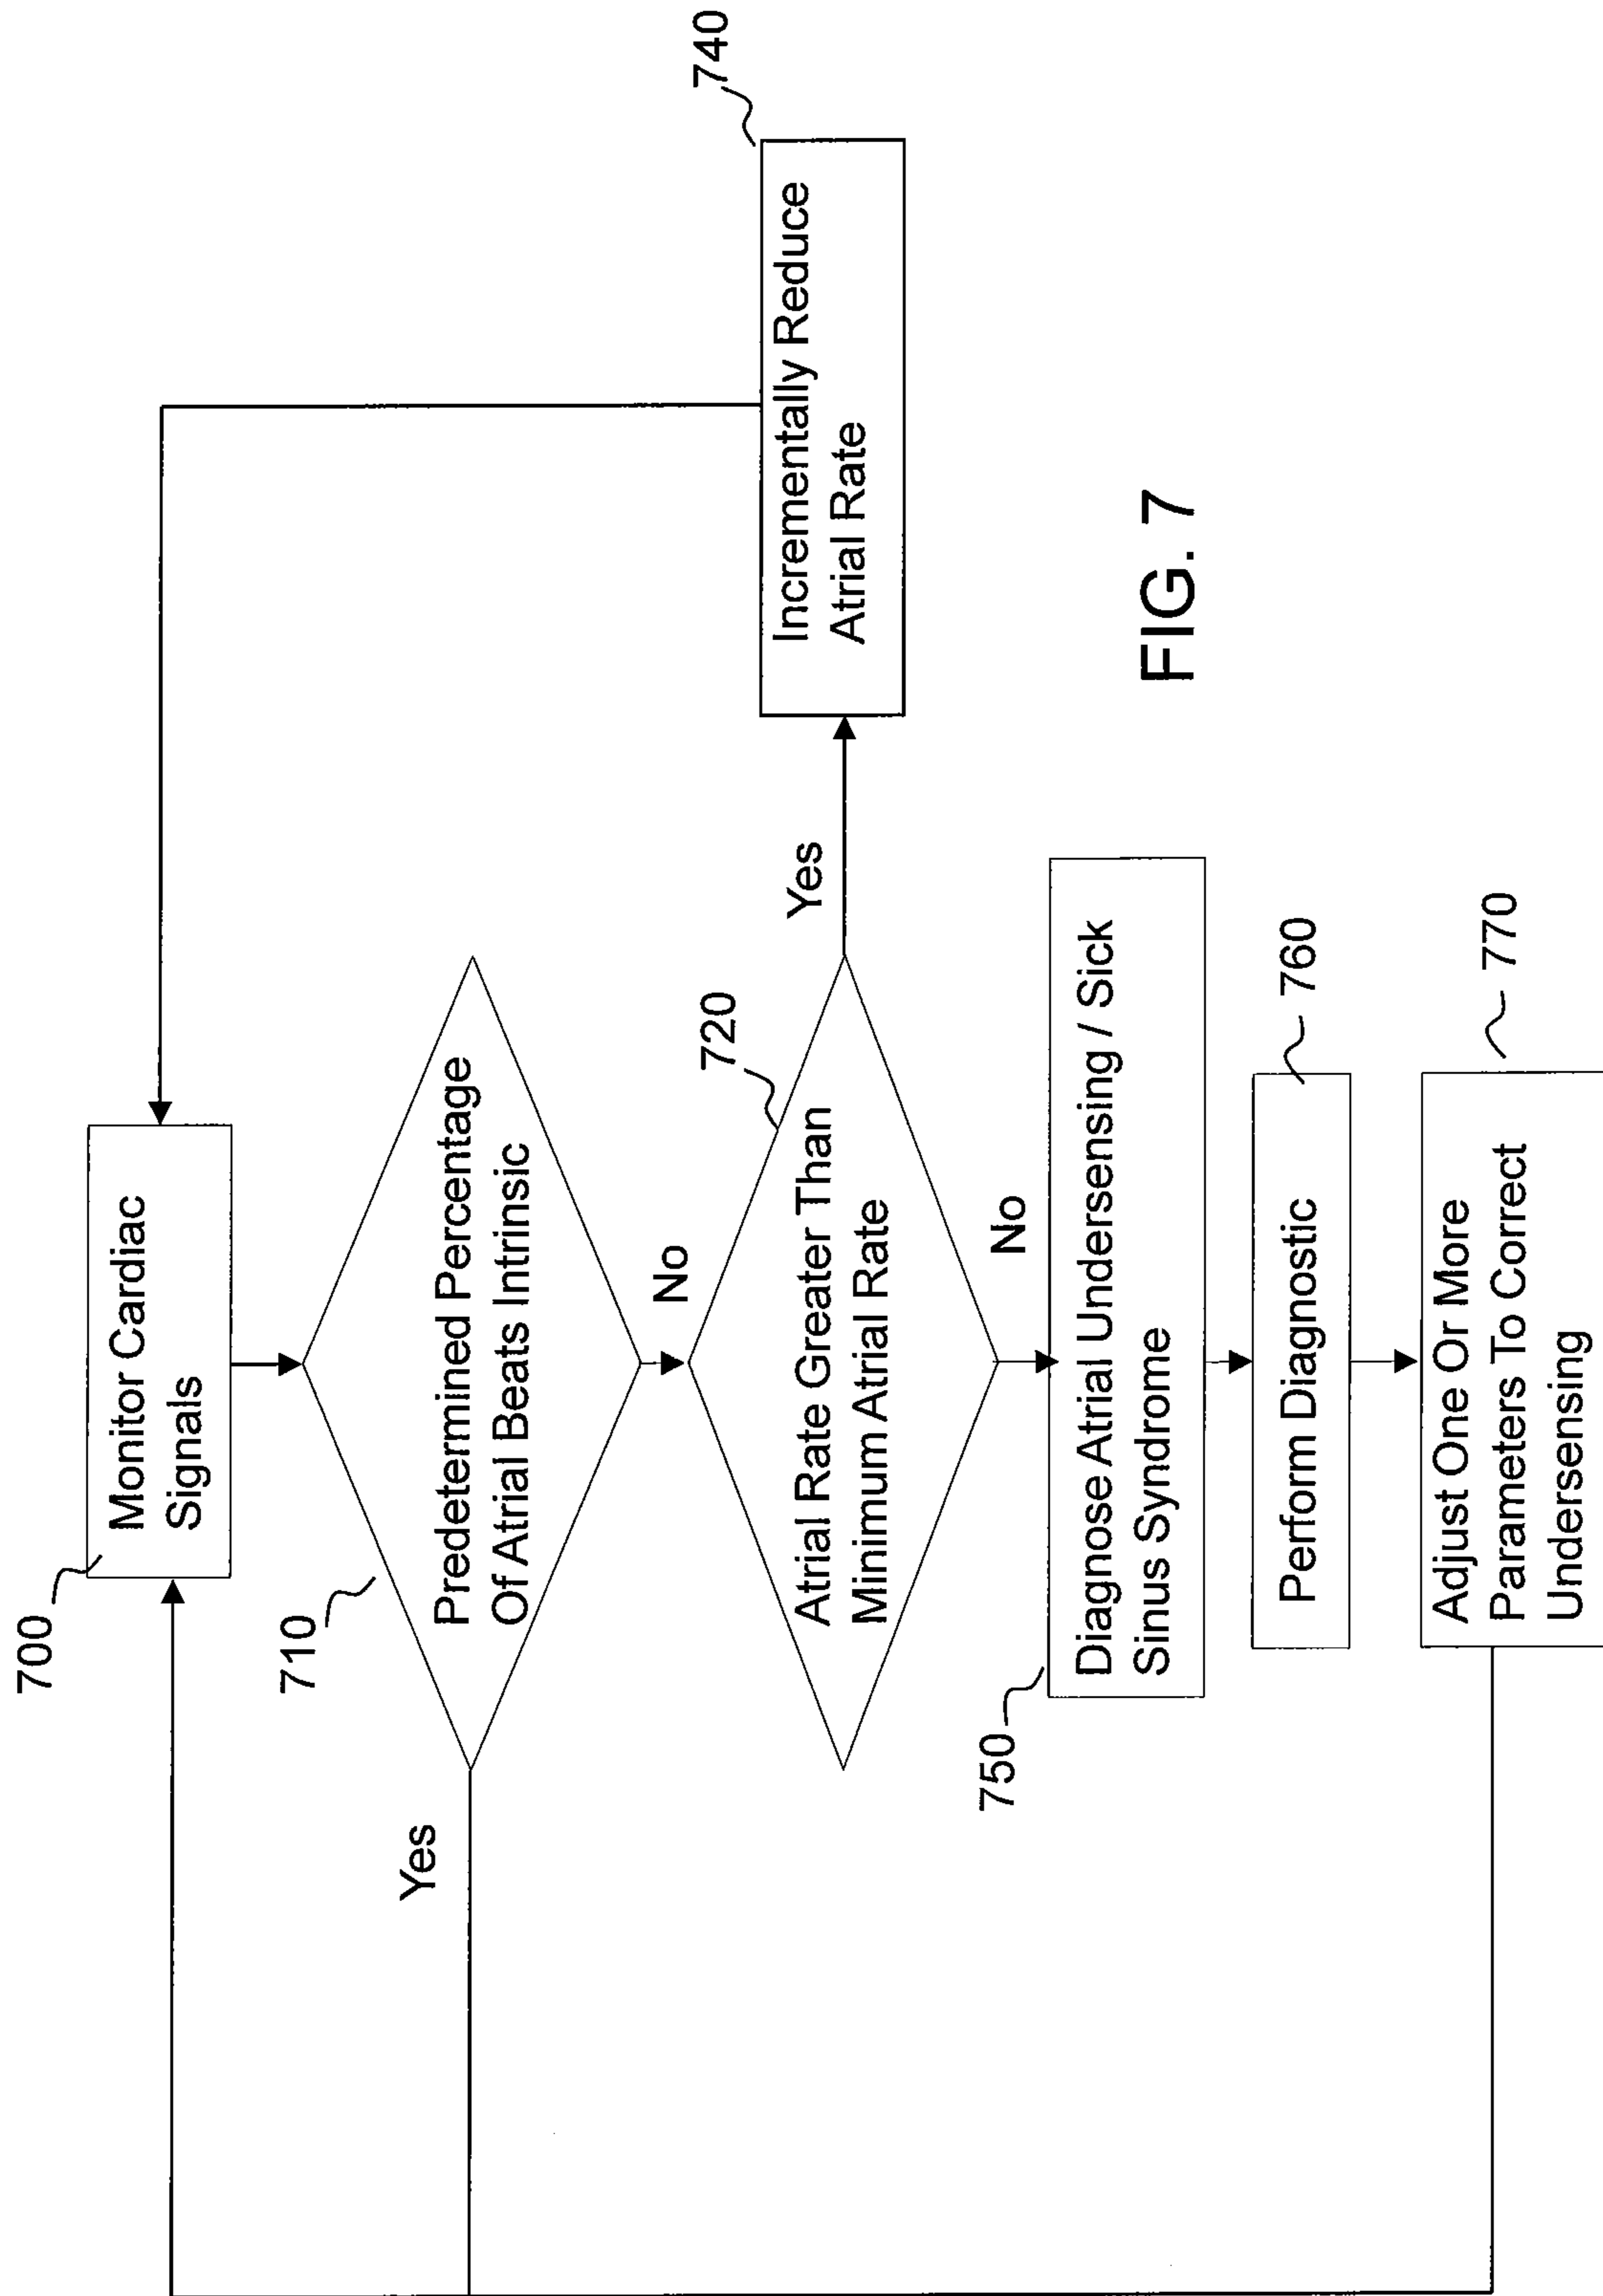 700
Monitor Cardiac
Signals
710
Predetermined Percentage
Of Atrial Beats Intrinsic
Yes
No
720
Atrial Rate Greater Than
Minimum Atrial Rate
Yes
740
Incrementally Reduce
Atrial Rate
No
750
Diagnose Atrial Undersensing / Sick
Sinus Syndrome
760
Perform Diagnostic
770
Adjust One Or More
Parameters To Correct
Undersensing
FIG. 7